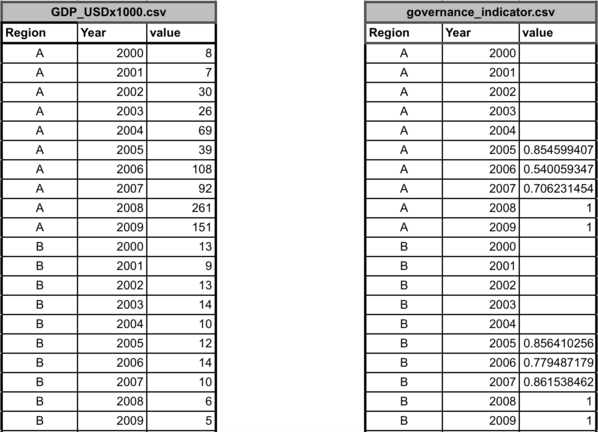 GDP_USDx1000.csv
Region Year value
A 2000 8
A 2001 7
A 2002 30
A 2003 26
A 2004 69
A 2005 39
A 2006 108
A 2007 92
A 2008 261
A 2009 151
B 2000 13
B 2001 9
B 2002 13
B 2003 14
B 2004 10
B 2005 12
B 2006 14
B 2007 10
B 2008 6
B 2009 5
governance_indicator.csv
Region Year value
A 2000
A 2001
A 2002
A 2003
A 2004
A 2005 0.854599407
A 2006 0.540059347
A 2007 0.706231454
A 2008 1
A 2009 1
B 2000
B 2001
B 2002
B 2003
B 2004
B 2005 0.856410256
B 2006 0.779487179
B 2007 0.861538462
B 2008 1
B 2009 1